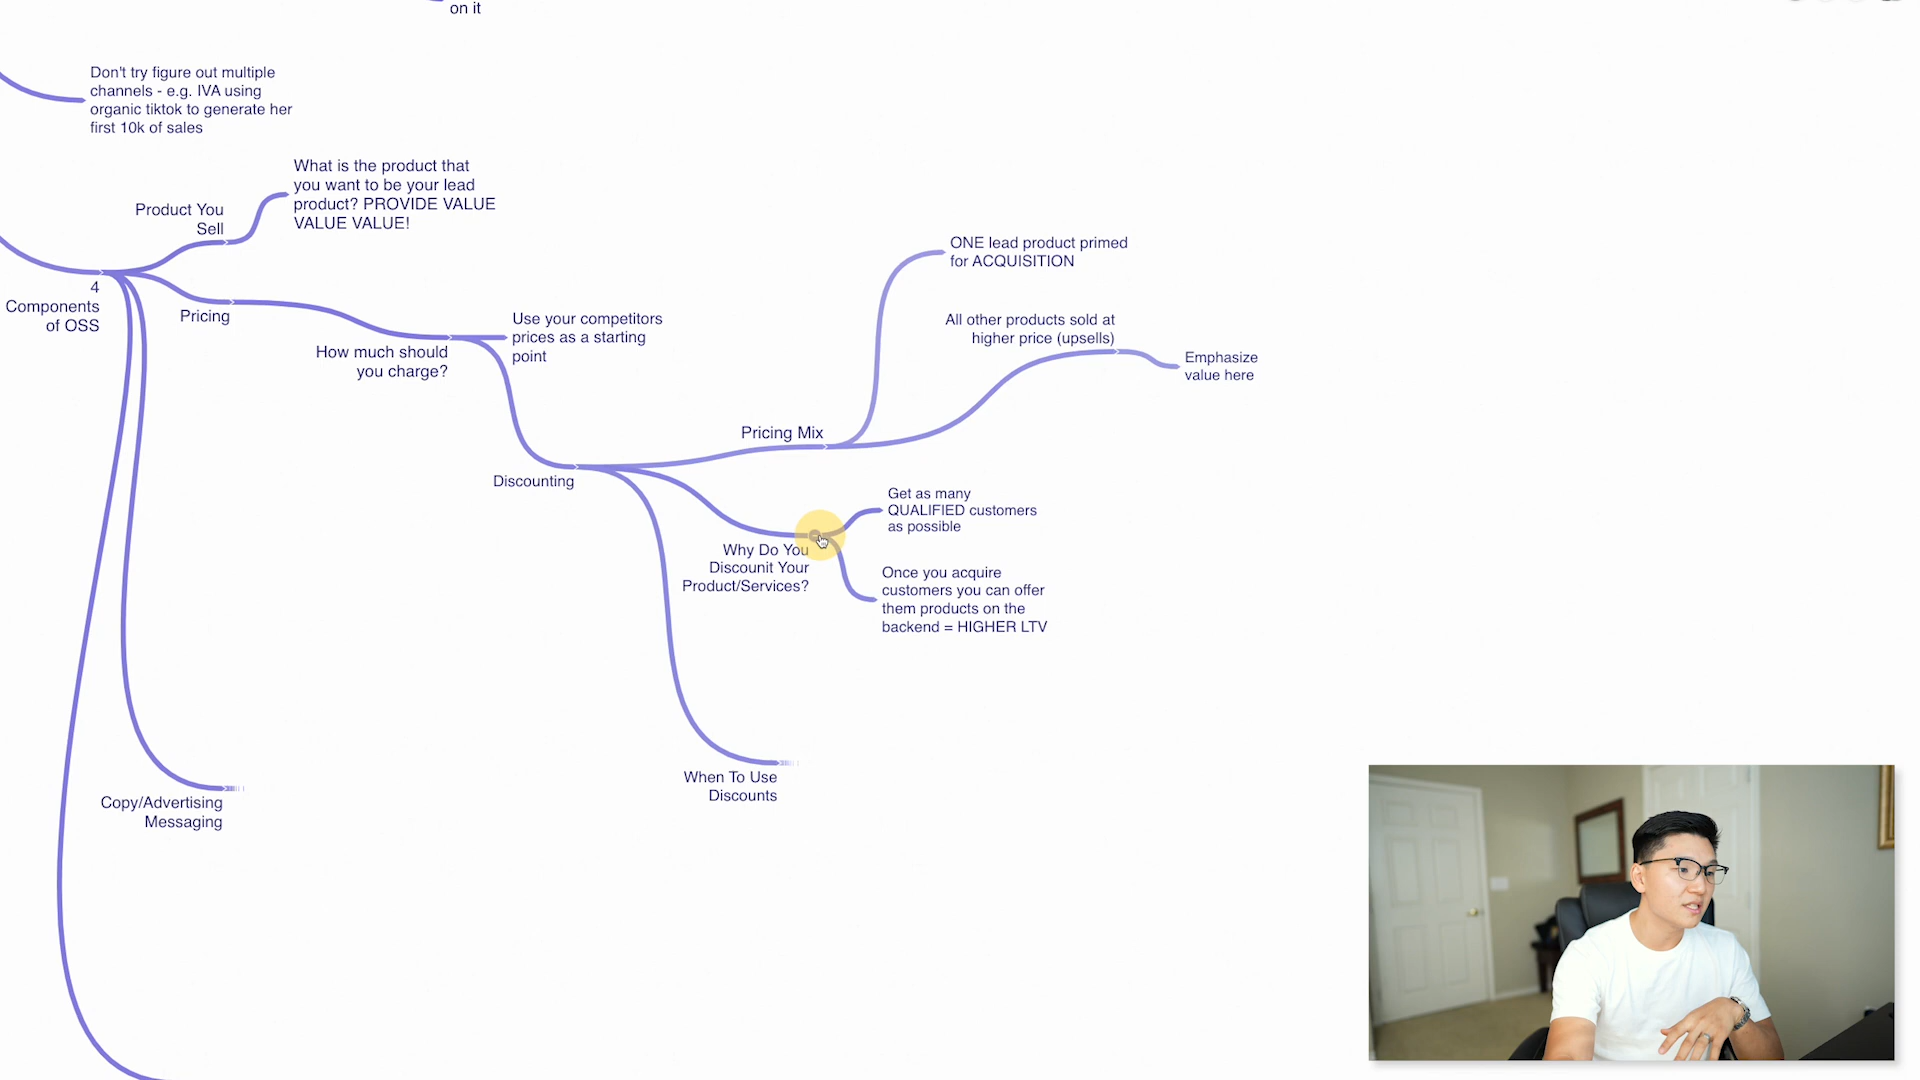 on it
Don't try figure out multiple
channels - e.g. IVA using
organic tiktok to generate her
first 10k of sales
What is the product that
you want to be your lead
product? PROVIDE VALUE
VALUE VALUE!
Product You
Sell
4
Components
of OSS
Pricing
How much should
you charge?
Use your competitors
prices as a starting
point
ONE lead product primed
for ACQUISITION
All other products sold at
higher price (upsells)
Emphasize
value here
Pricing Mix
Discounting
Get as many
QUALIFIED customers
as possible
Why Do You
Discounit Your
Product/Services?
Once you acquire
customers you can offer
them products on the
backend = HIGHER LTV
When To Use
Discounts
Copy/Advertising
Messaging